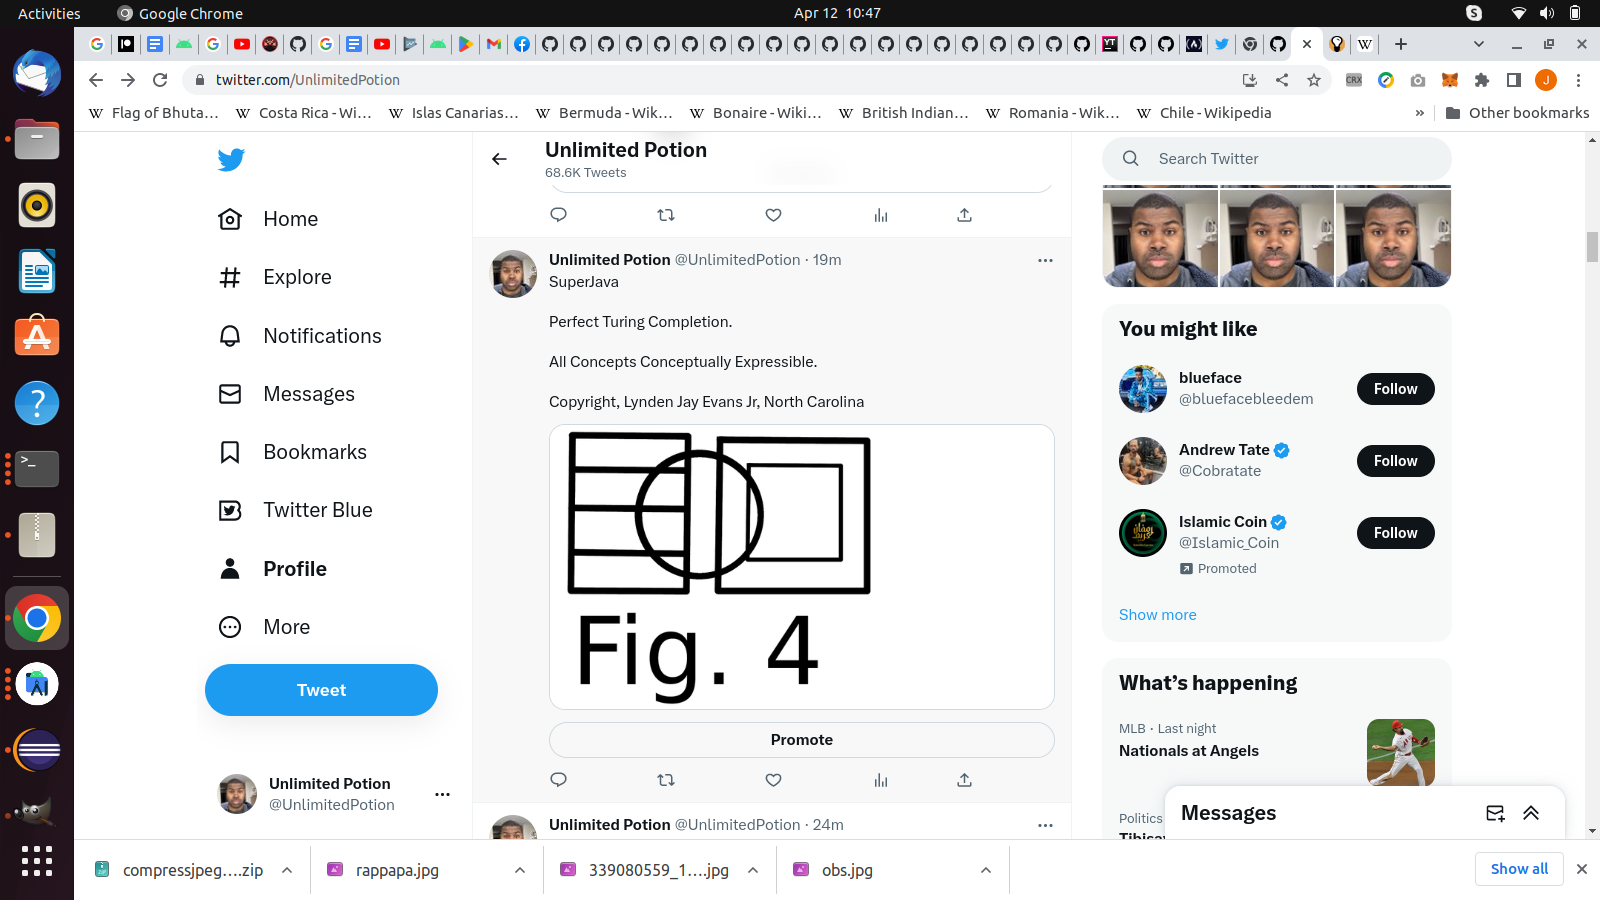 Activities
Google Chrome
Apr 12 10:47
twitter.com/UnlimitedPotion
CRX
J
Flag of Bhuta...
Costa Rica - Wi...
Islas Canarias...
Bermuda - Wik...
Bonaire - Wiki...
British Indian...
Romania - Wik...
Chile - Wikipedia
»
Other bookmarks
Home
Explore
Notifications
Messages
Bookmarks
Twitter Blue
Profile
More
Tweet
Unlimited Potion
@UnlimitedPotion
Unlimited Potion
68.6K Tweets
Unlimited Potion @UnlimitedPotion · 19m
SuperJava
Perfect Turing Completion.
All Concepts Conceptually Expressible.
Copyright, Lynden Jay Evans Jr, North Carolina
Fig. 4
Promote
Unlimited Potion @UnlimitedPotion · 24m
Search Twitter
You might like
blueface
@bluefacebleedem
Follow
Andrew Tate
@Cobratate
Follow
Islamic Coin
@Islamic_Coin
Promoted
Follow
Show more
What's happening
MLB · Last night
Nationals at Angels
Politics
Messages
compressjpeg....zip
rappapa.jpg
339080559_1....jpg
obs.jpg
Show all